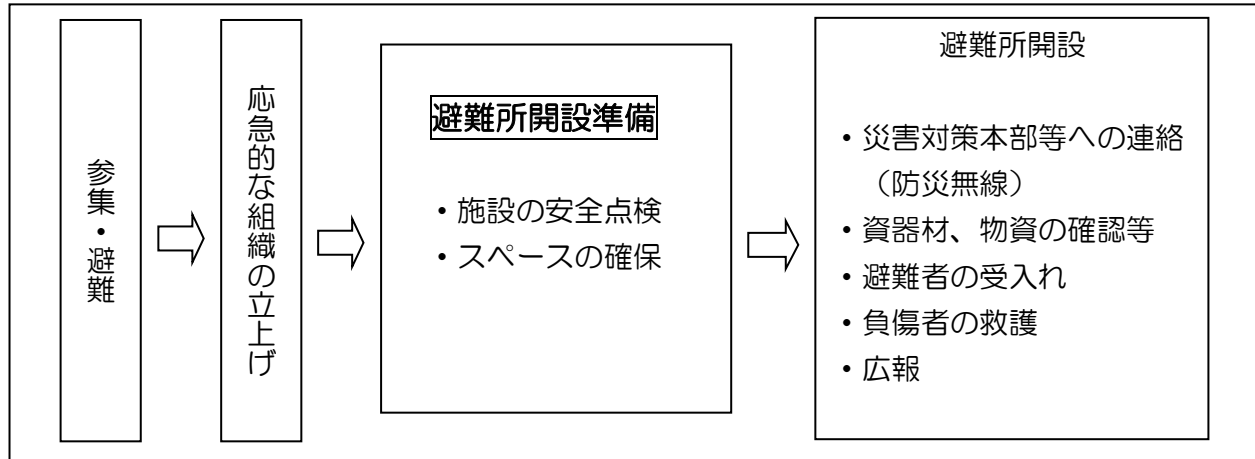 参集・避難
応急的な組織の立上げ
避難所開設準備
・施設の安全点検
・スペースの確保
避難所開設
・災害対策本部等への連絡
（防災無線）
・資器材、物資の確認等
・避難者の受入れ
・負傷者の救護
・広報